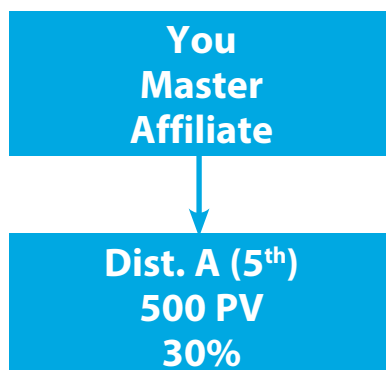 You
Master
Affiliate
Dist. A (5th)
500 PV
30%